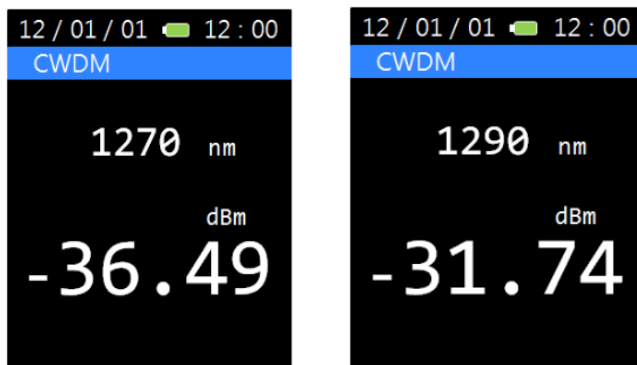 12 / 01 / 01 12 : 00
CWDM
1270 nm
dBm
-36.49
12 / 01 / 01 12 : 00
CWDM
1290 nm
dBm
-31.74